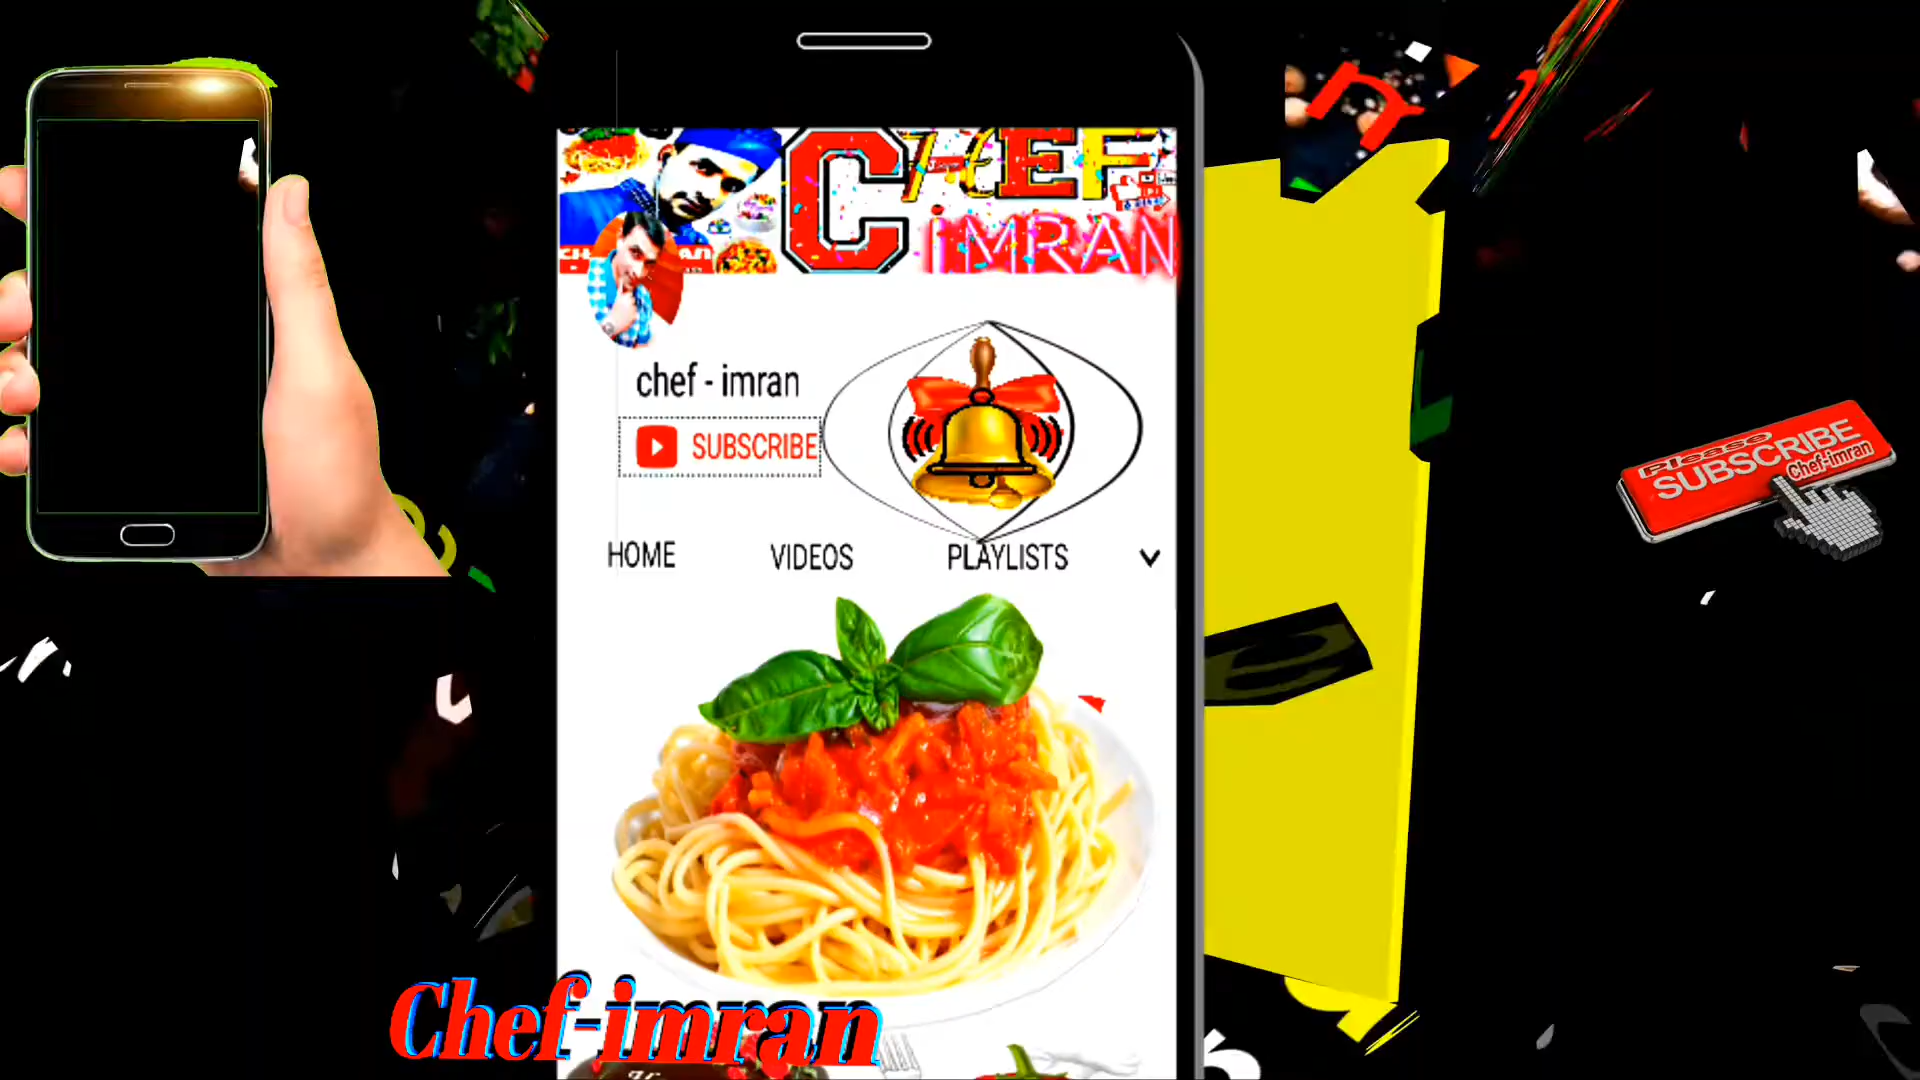 CHEF
iMRAN
chef - imran
SUBSCRIBE
HOME
VIDEOS
PLAYLISTS
Please
SUBSCRIBE
Chef-imran
Chef-imran